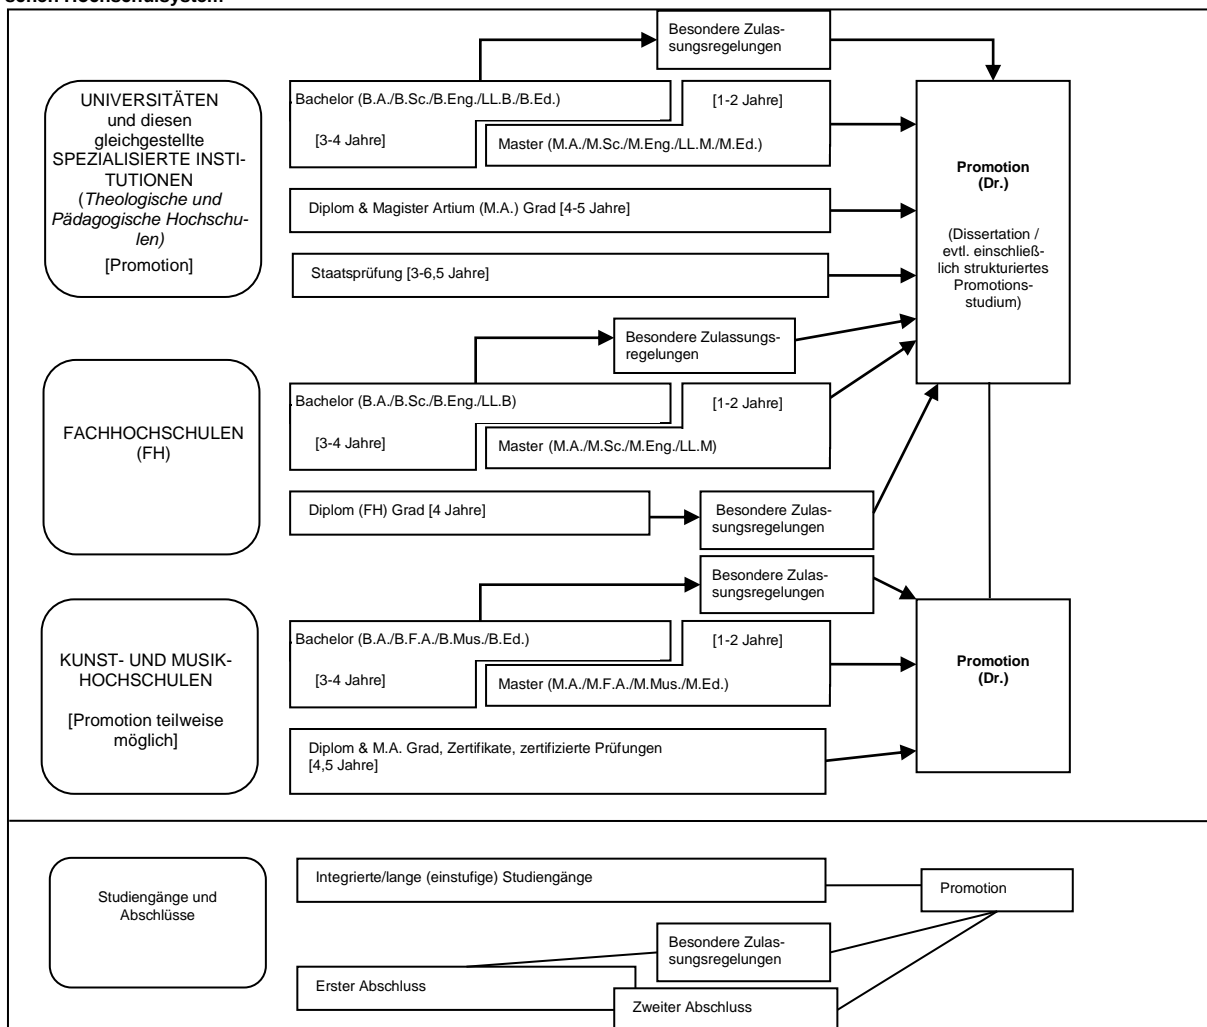 schen Hochschulsystem
Besondere Zulas-
sungsregelungen
UNIVERSITÄTEN
und diesen
gleichgestellte
SPEZIALISIERTE INSTI-
TUTIONEN
(Theologische und
Pädagogische Hochschu-
len)
[Promotion]
Bachelor (B.A./B.Sc./B.Eng./LL.B./B.Ed.)
[3-4 Jahre]
[1-2 Jahre]
Master (M.A./M.Sc./M.Eng./LL.M./M.Ed.)
Diplom & Magister Artium (M.A.) Grad [4-5 Jahre]
Staatsprüfung [3-6,5 Jahre]
Promotion
(Dr.)
(Dissertation /
evtl. einschließ-
lich strukturiertes
Promotions-
studium)
Besondere Zulassungs-
regelungen
FACHHOCHSCHULEN
(FH)
Bachelor (B.A./B.Sc./B.Eng./LL.B)
[3-4 Jahre]
[1-2 Jahre]
Master (M.A./M.Sc./M.Eng./LL.M)
Diplom (FH) Grad [4 Jahre]
Besondere Zulas-
sungsregelungen
Besondere Zulas-
sungsregelungen
KUNST- UND MUSIK-
HOCHSCHULEN
[Promotion teilweise
möglich]
Bachelor (B.A./B.F.A./B.Mus./B.Ed.)
[3-4 Jahre]
[1-2 Jahre]
Master (M.A./M.F.A./M.Mus./M.Ed.)
Diplom & M.A. Grad, Zertifikate, zertifizierte Prüfungen
[4,5 Jahre]
Promotion
(Dr.)
Studiengänge und
Abschlüsse
Integrierte/lange (einstufige) Studiengänge
Promotion
Besondere Zulas-
sungsregelungen
Erster Abschluss
Zweiter Abschluss